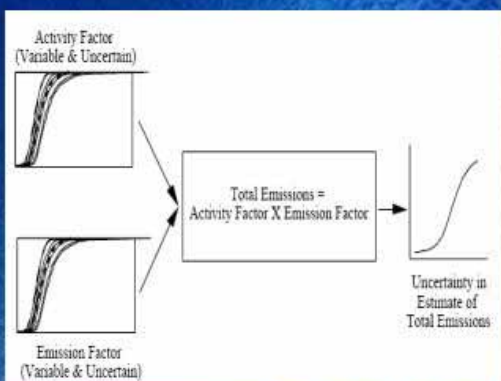 Activity Factor
(Variable & Uncertain)
Total Emissions =
Activity Factor X Emission Factor
Uncertainty in
Estimate of
Total Emissions
Emission Factor
(Variable & Uncertain)